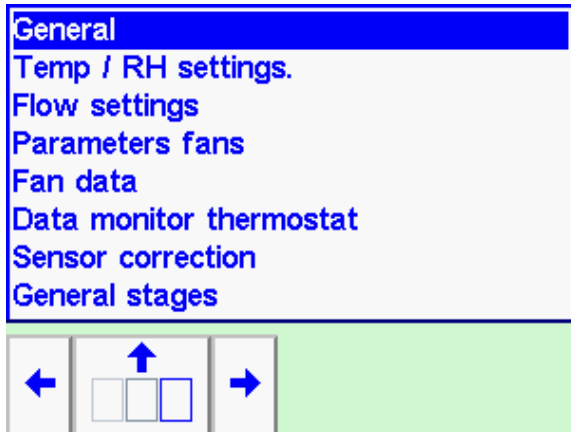 General
Temp / RH settings.
Flow settings
Parameters fans
Fan data
Data monitor thermostat
Sensor correction
General stages